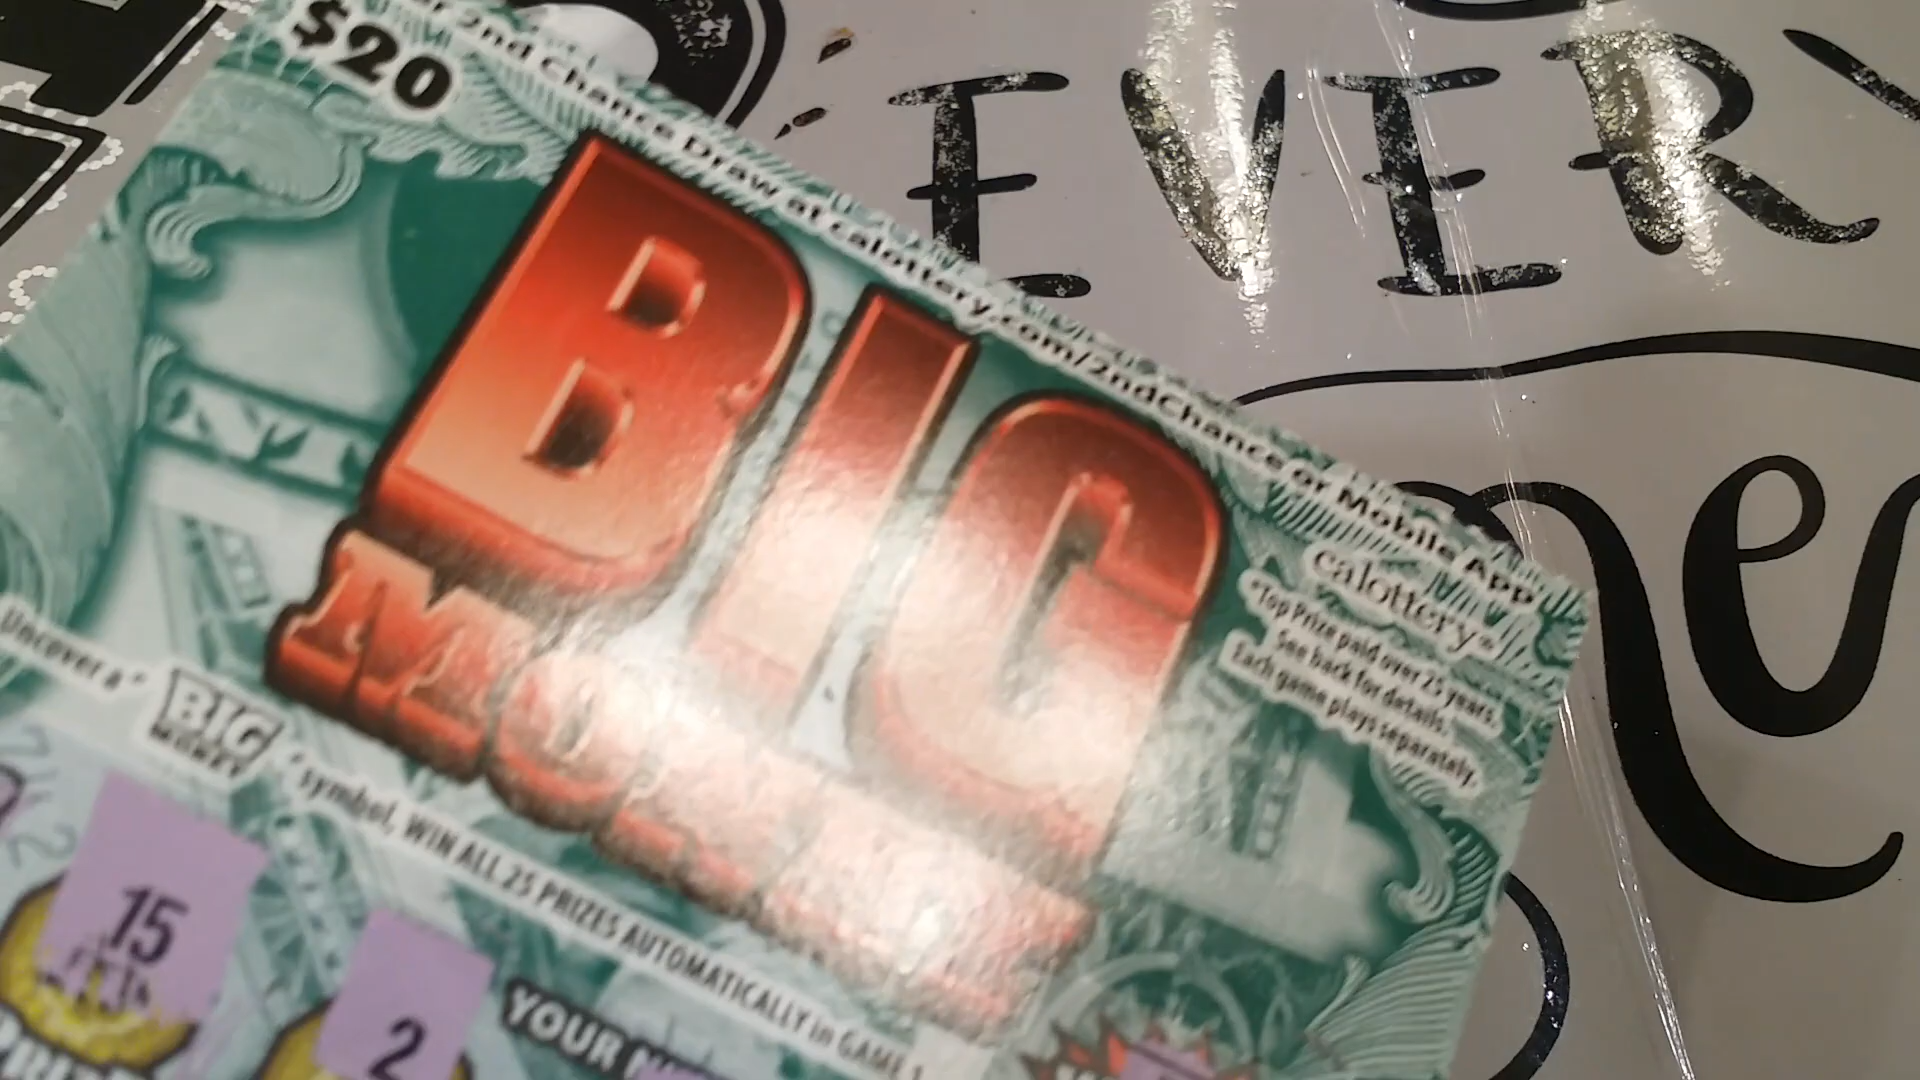 $20
2nd Chance Draw at calottery.com/2ndChance or Mobile App
EVERY
BIG
MONEY
calottery
*Top Prize paid over 25 years.
See back for details.
Each game plays separately.
Uncover a "BIG MONEY" symbol, WIN ALL 25 PRIZES AUTOMATICALLY in GAME 1
15
2
YOUR